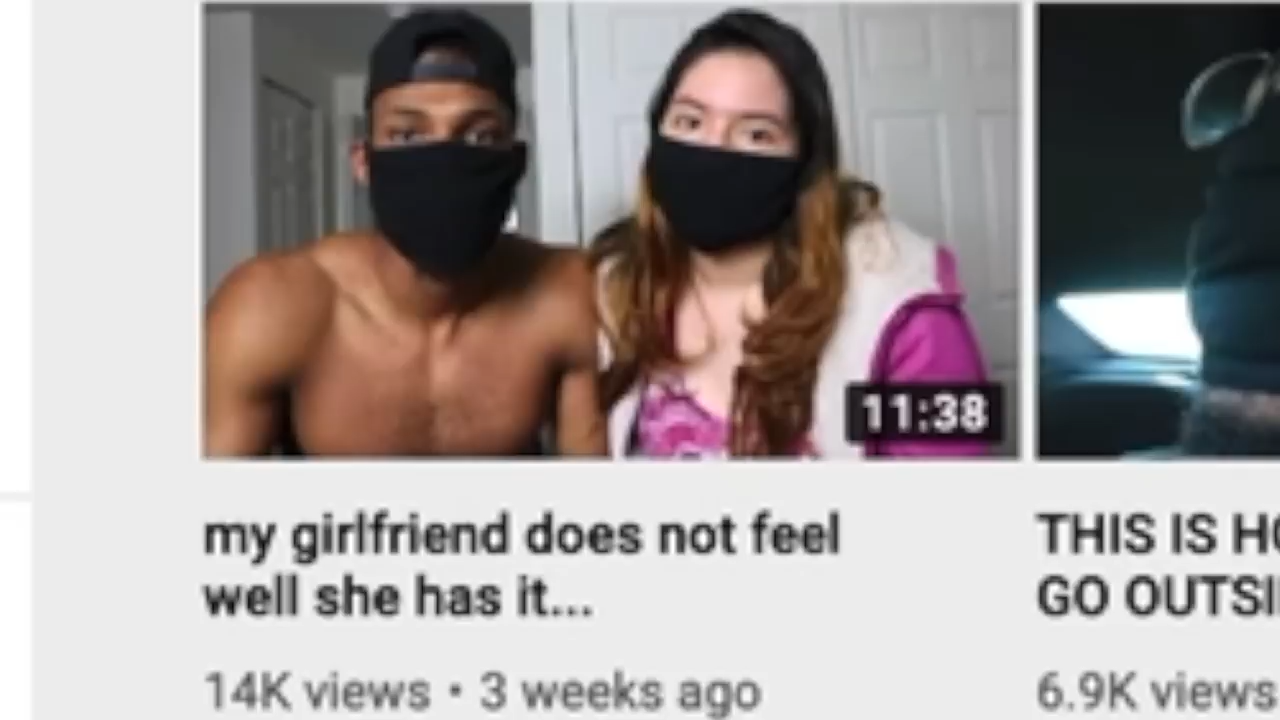 11:38
my girlfriend does not feel
well she has it...
14K views • 3 weeks ago
THIS IS
GO
6.9K views